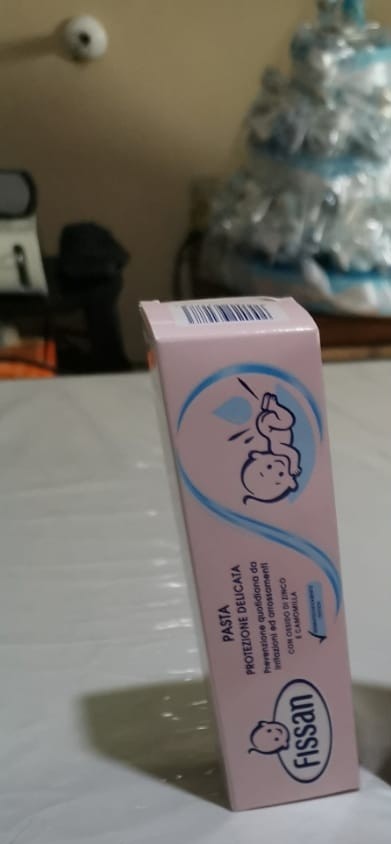 PASTA
PROTEZIONE DELICATA
Prevenzione quotidiana da
irritazioni ed arrossamenti
CON OSSIDO DI ZINCO
E CAMOMILLA
Fissan